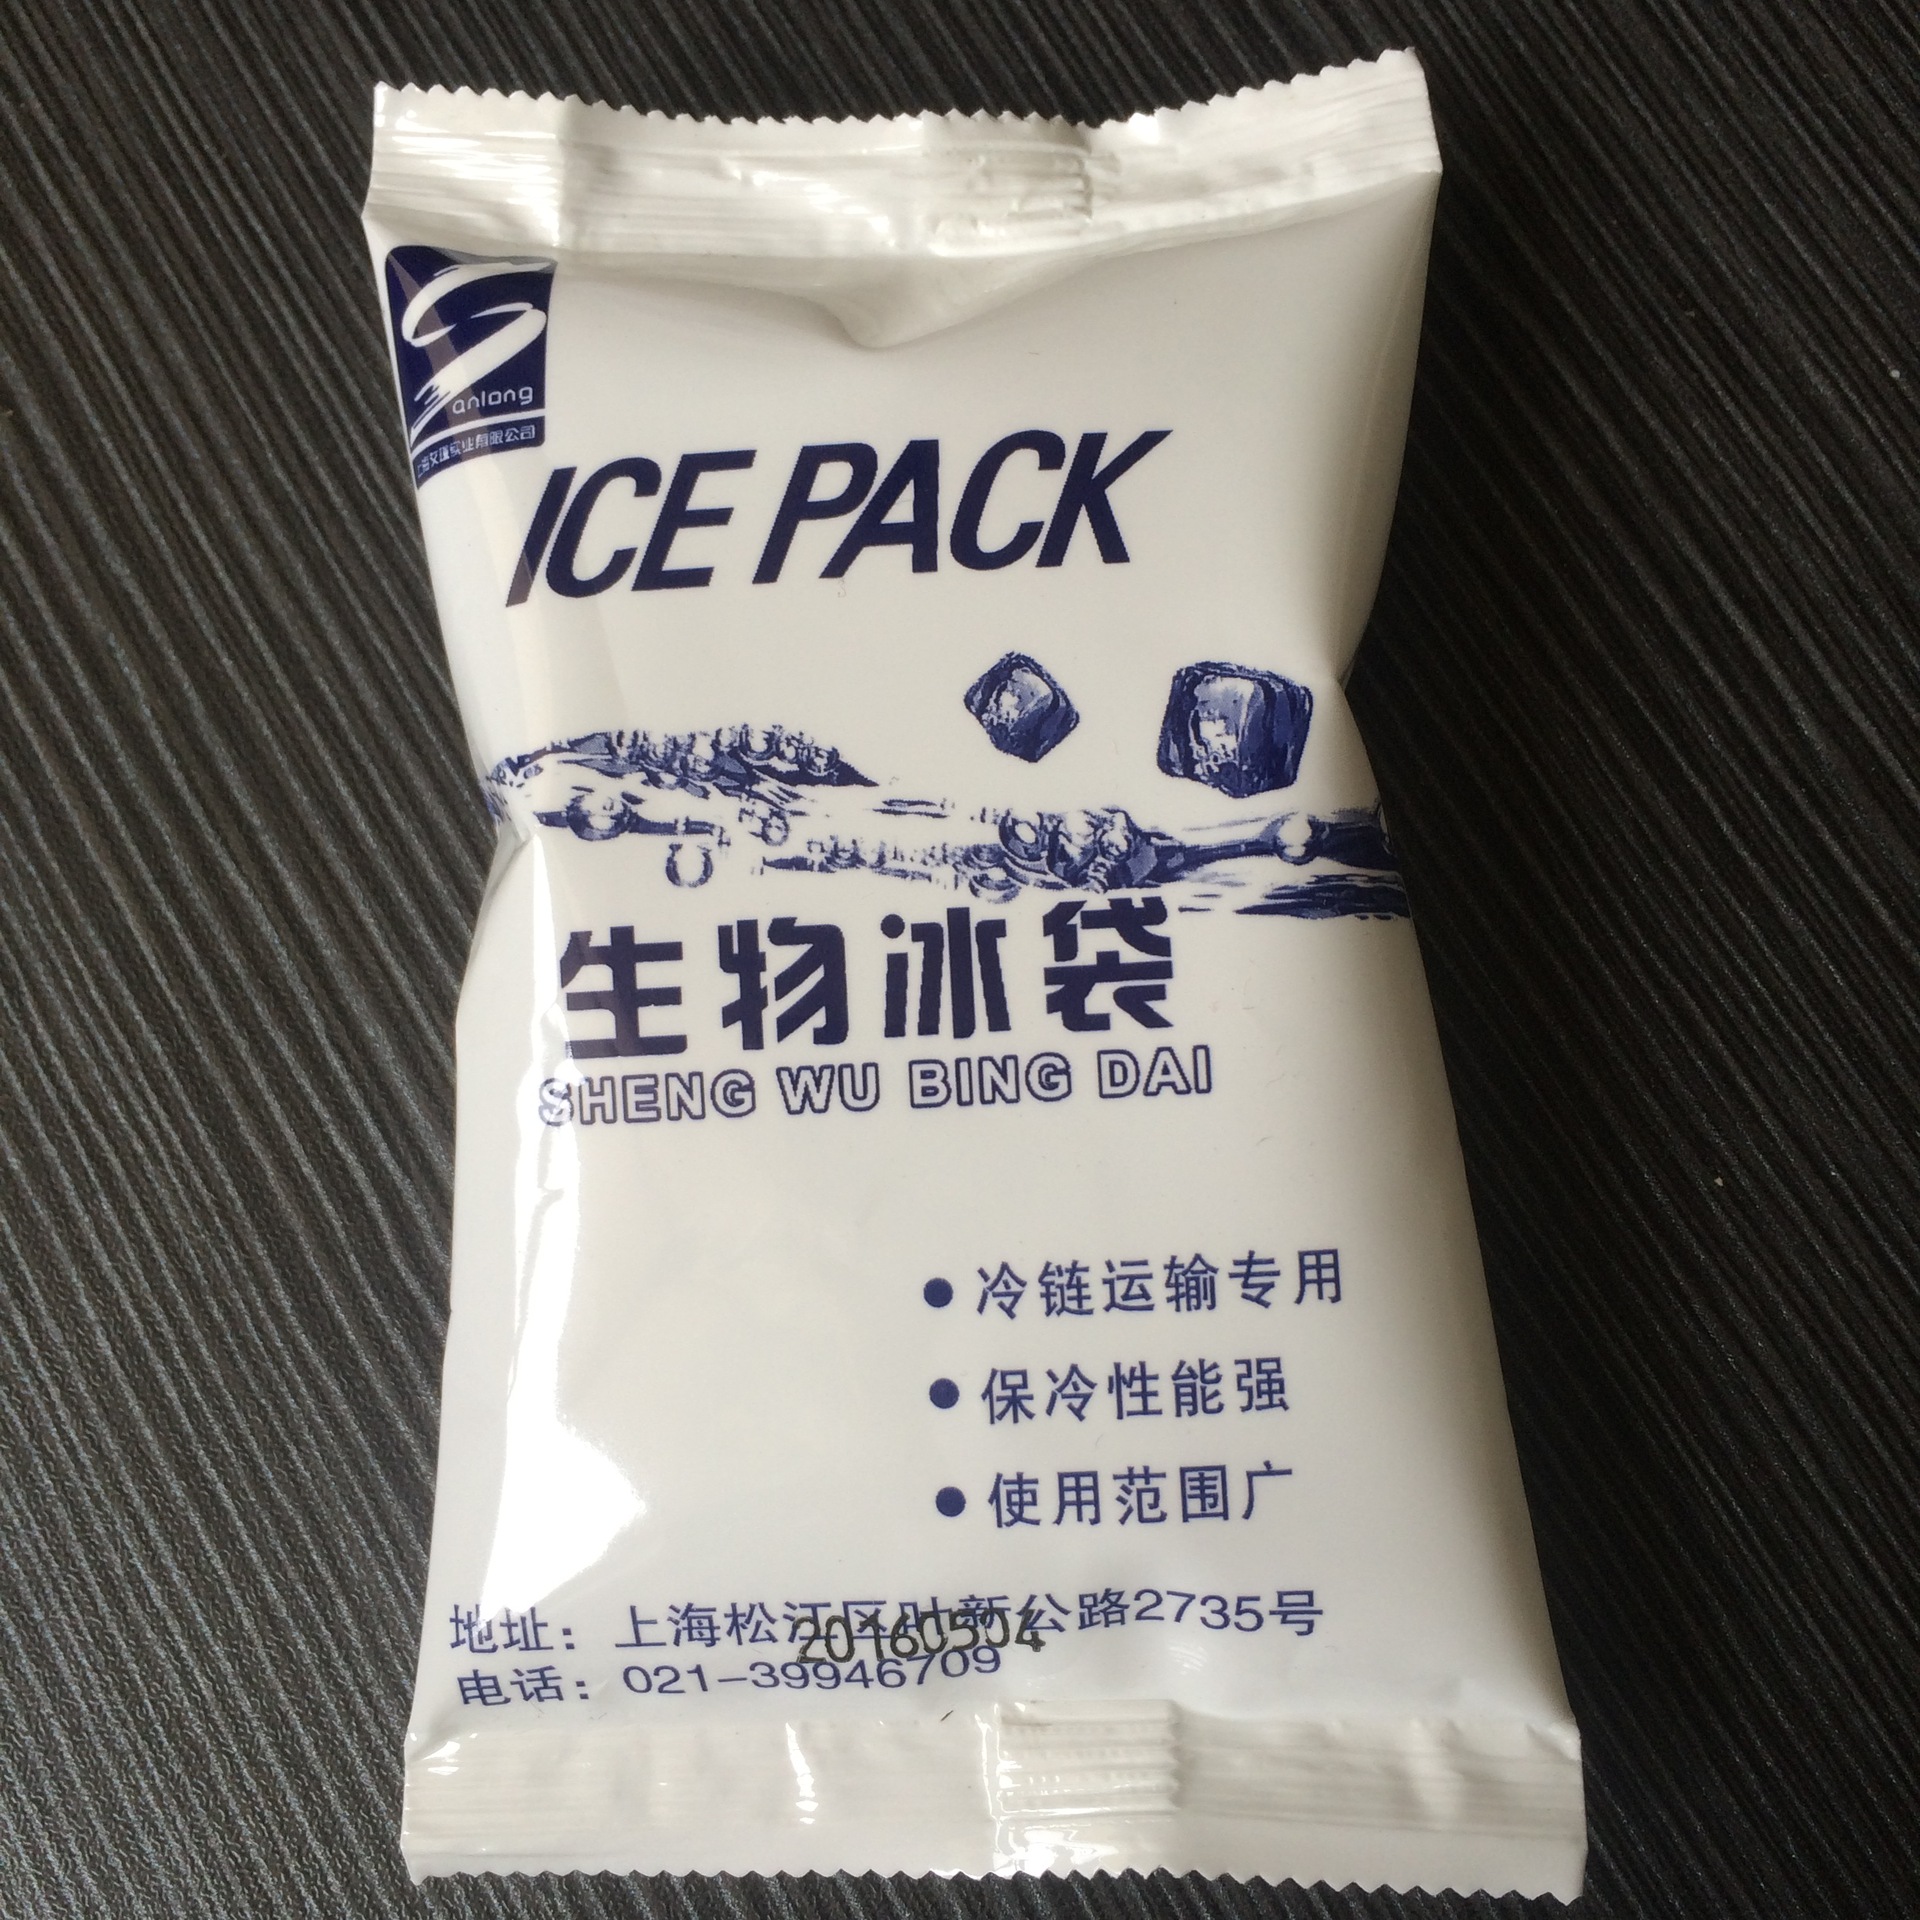 anlang
ICE PACK
生物冰袋
SHENG WU BING DAI
● 冷链运输专用
● 保冷性能强
● 使用范围广
地址：上海松江区叶新公路2735号
20160504
电话：021-39946709